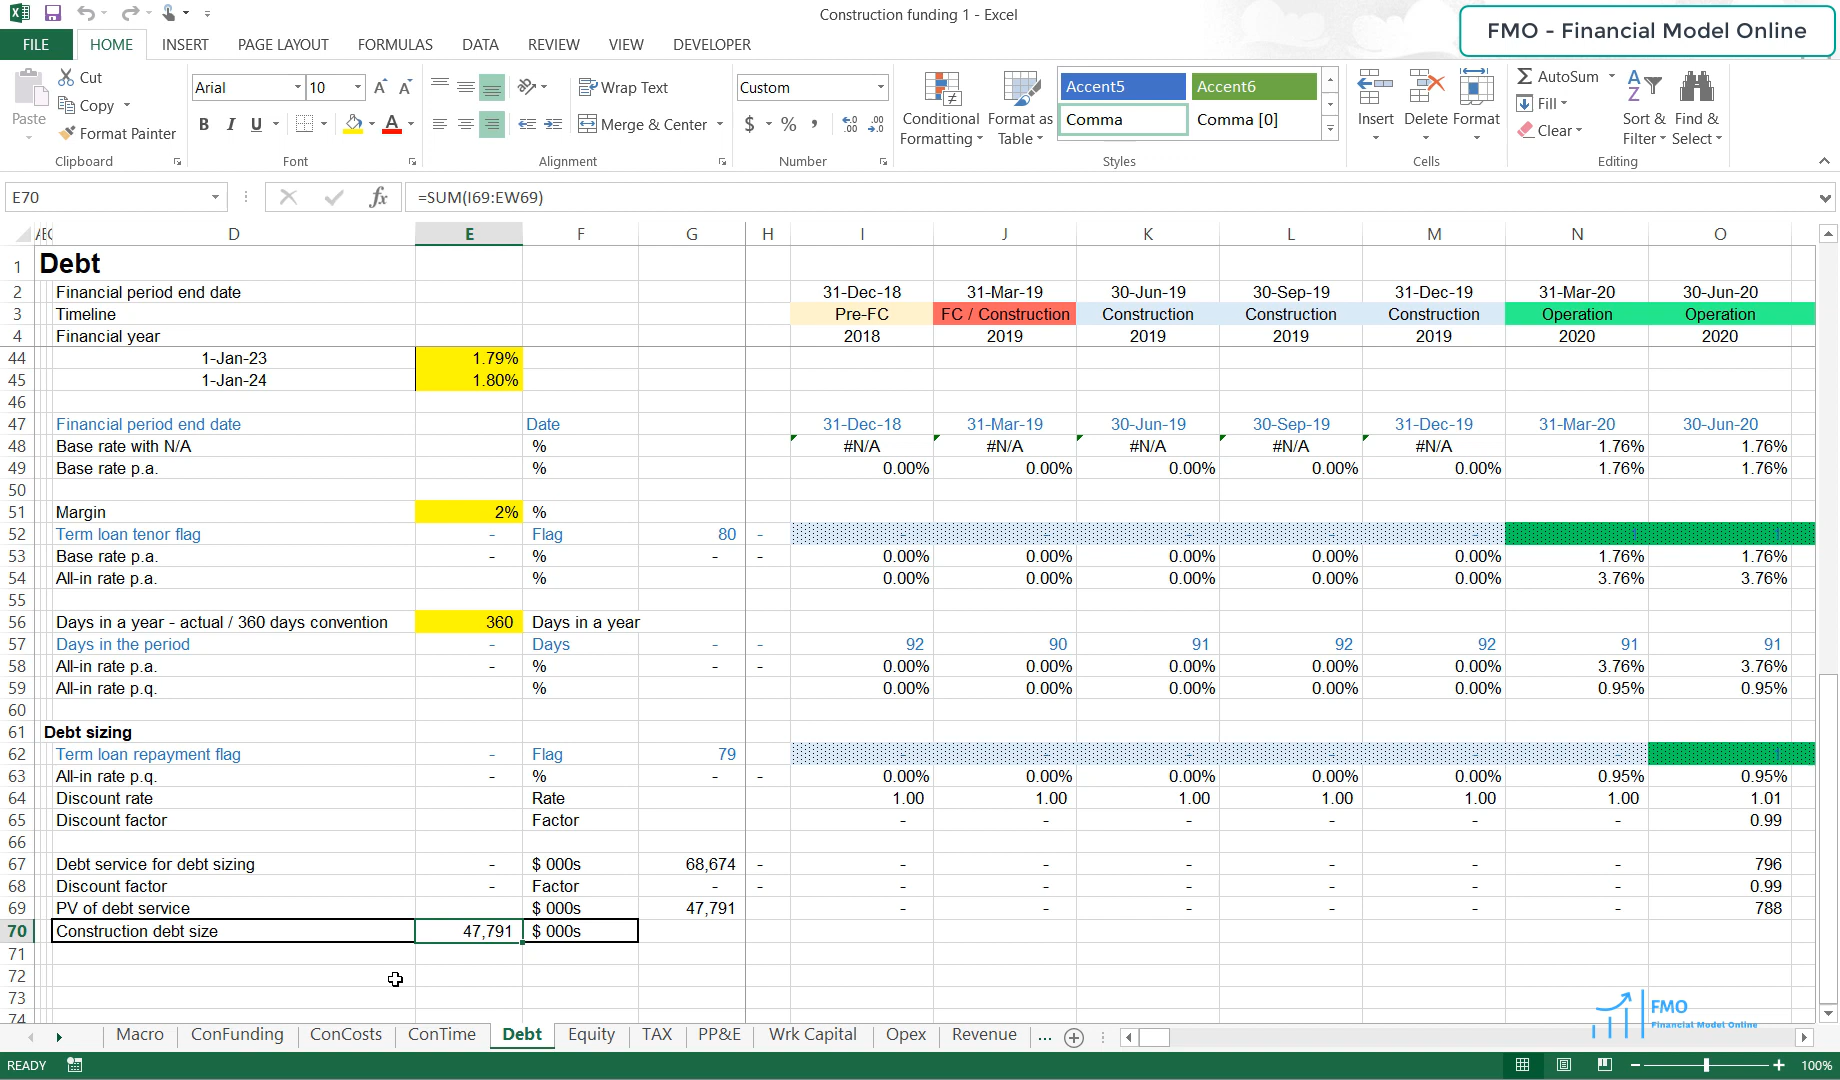 Construction funding 1 - Excel
FMO - Financial Model Online
FILE HOME INSERT PAGE LAYOUT FORMULAS DATA REVIEW VIEW DEVELOPER
Cut
Copy
Format Painter
Paste
Clipboard
Arial 10
B I U
Font
Wrap Text
Merge & Center
Alignment
Custom
$ % ,
Number
Conditional Formatting
Format as Table
Accent5 Accent6
Comma Comma [0]
Styles
Insert Delete Format
Cells
AutoSum
Fill
Clear
Sort & Filter
Find & Select
Editing
E70 fx =SUM(I69:EW69)
D E F G H I J K L M N O
1 Debt
2 Financial period end date 31-Dec-18 31-Mar-19 30-Jun-19 30-Sep-19 31-Dec-19 31-Mar-20 30-Jun-20
3 Timeline Pre-FC FC / Construction Construction Construction Construction Operation Operation
4 Financial year 2018 2019 2019 2019 2019 2020 2020
44 1-Jan-23 1.79%
45 1-Jan-24 1.80%
46
47 Financial period end date Date 31-Dec-18 31-Mar-19 30-Jun-19 30-Sep-19 31-Dec-19 31-Mar-20 30-Jun-20
48 Base rate with N/A % #N/A #N/A #N/A #N/A #N/A 1.76% 1.76%
49 Base rate p.a. % 0.00% 0.00% 0.00% 0.00% 0.00% 1.76% 1.76%
50
51 Margin 2% %
52 Term loan tenor flag - Flag 80 - - - - - -
53 Base rate p.a. - % - - 0.00% 0.00% 0.00% 0.00% 0.00% 1.76% 1.76%
54 All-in rate p.a. % 0.00% 0.00% 0.00% 0.00% 0.00% 3.76% 3.76%
55
56 Days in a year - actual / 360 days convention 360 Days in a year
57 Days in the period - Days - - 92 90 91 92 92 91 91
58 All-in rate p.a. - % - - 0.00% 0.00% 0.00% 0.00% 0.00% 3.76% 3.76%
59 All-in rate p.q. % 0.00% 0.00% 0.00% 0.00% 0.00% 0.95% 0.95%
60
61 Debt sizing
62 Term loan repayment flag - Flag 79 - - - - - -
63 All-in rate p.q. - % - - 0.00% 0.00% 0.00% 0.00% 0.00% 0.95% 0.95%
64 Discount rate Rate 1.00 1.00 1.00 1.00 1.00 1.00 1.01
65 Discount factor Factor - - - - - - 0.99
66
67 Debt service for debt sizing - $ 000s 68,674 - - - - - - - 796
68 Discount factor - Factor - - - - - - - - 0.99
69 PV of debt service $ 000s 47,791 - - - - - - 788
70 Construction debt size 47,791 $ 000s
71
72
73
74
FMO
Financial Model Online
Macro ConFunding ConCosts ConTime Debt Equity TAX PP&E Wrk Capital Opex Revenue ...
READY 100%